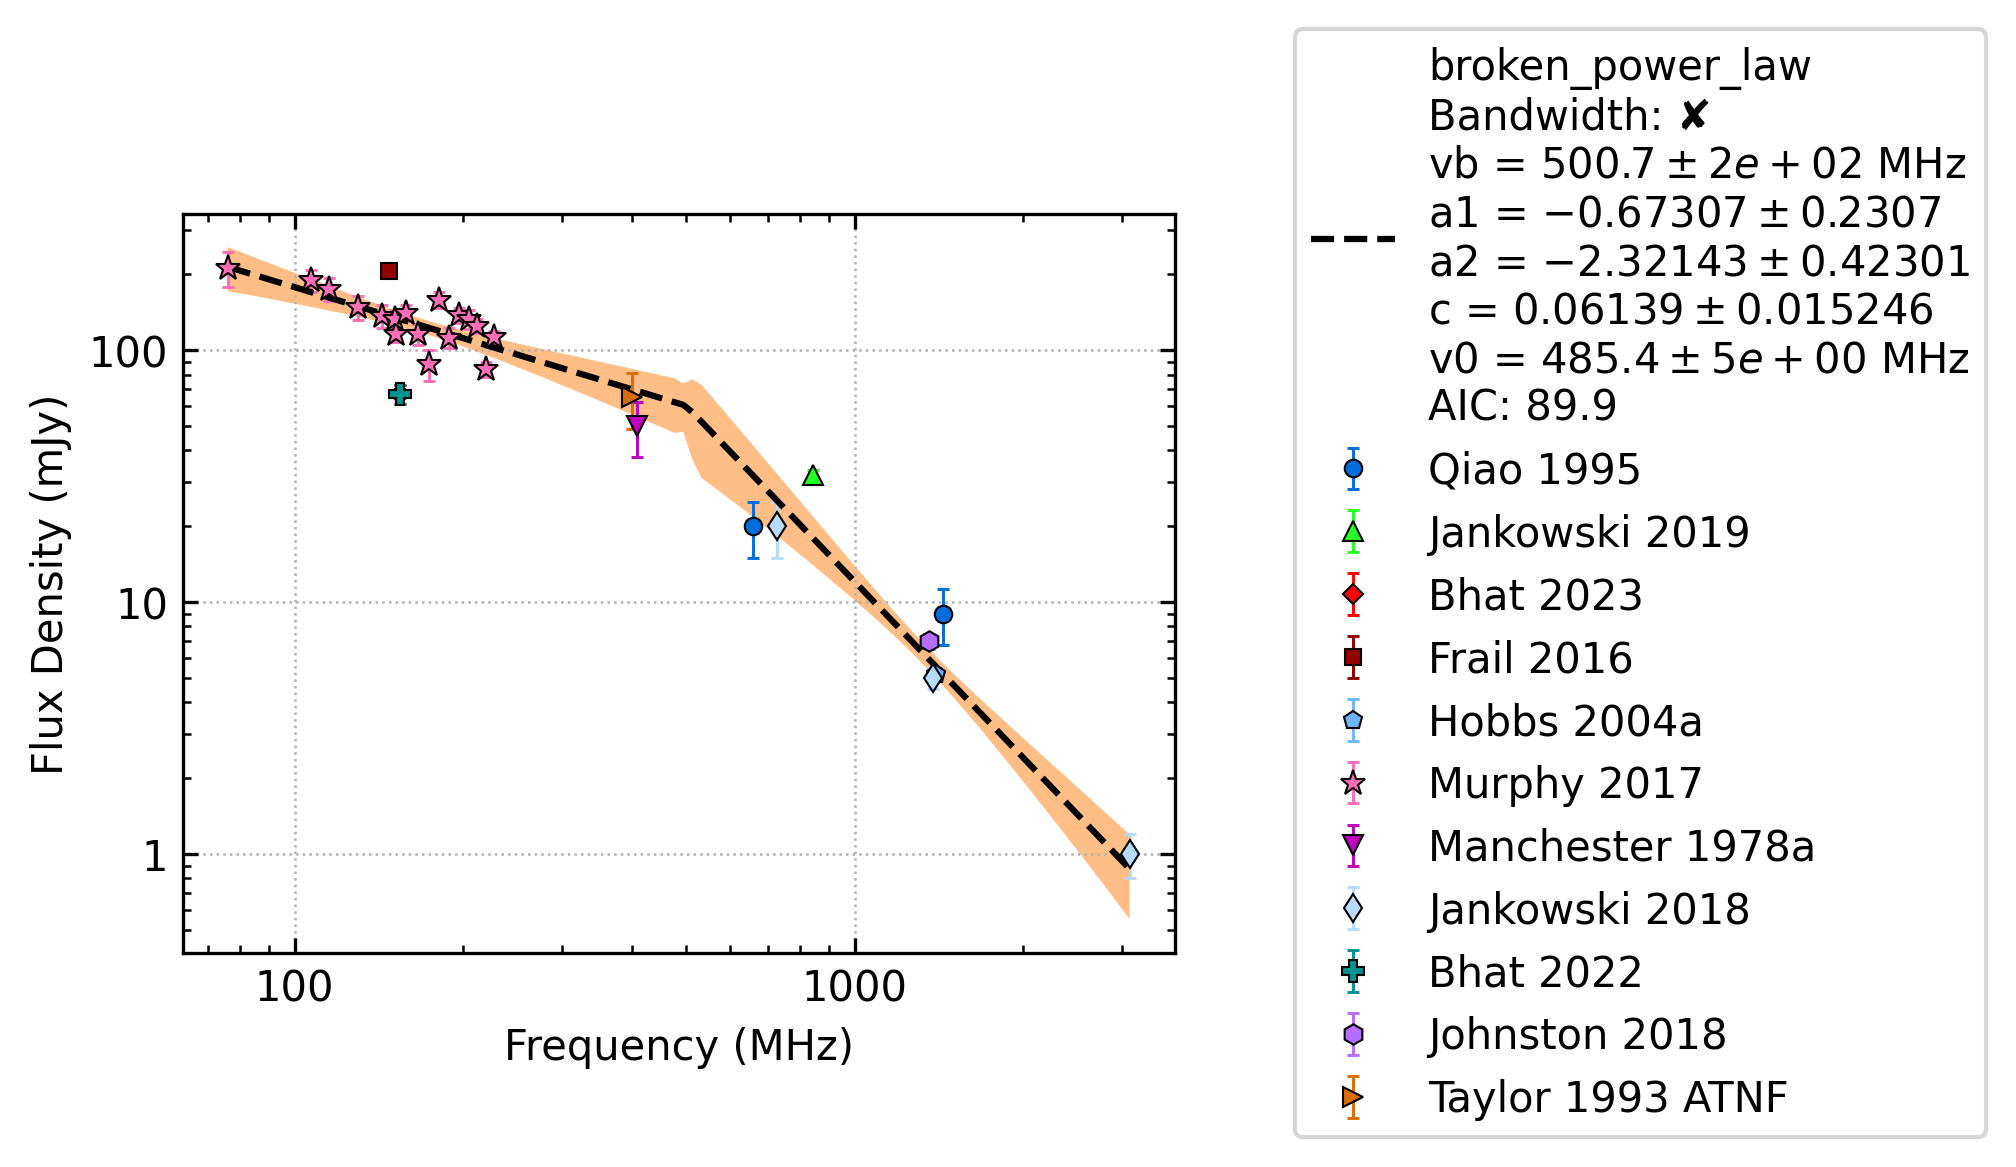 broken_power_law
Bandwidth: ✘
vb = 500.7 ± 2e + 02 MHz
a1 = −0.67307 ± 0.2307
a2 = −2.32143 ± 0.42301
c = 0.06139 ± 0.015246
v0 = 485.4 ± 5e + 00 MHz
AIC: 89.9
Qiao 1995
Jankowski 2019
Bhat 2023
Frail 2016
Hobbs 2004a
Murphy 2017
Manchester 1978a
Jankowski 2018
Bhat 2022
Johnston 2018
Taylor 1993 ATNF
Flux Density (mJy)
100
10
1
100
1000
Frequency (MHz)